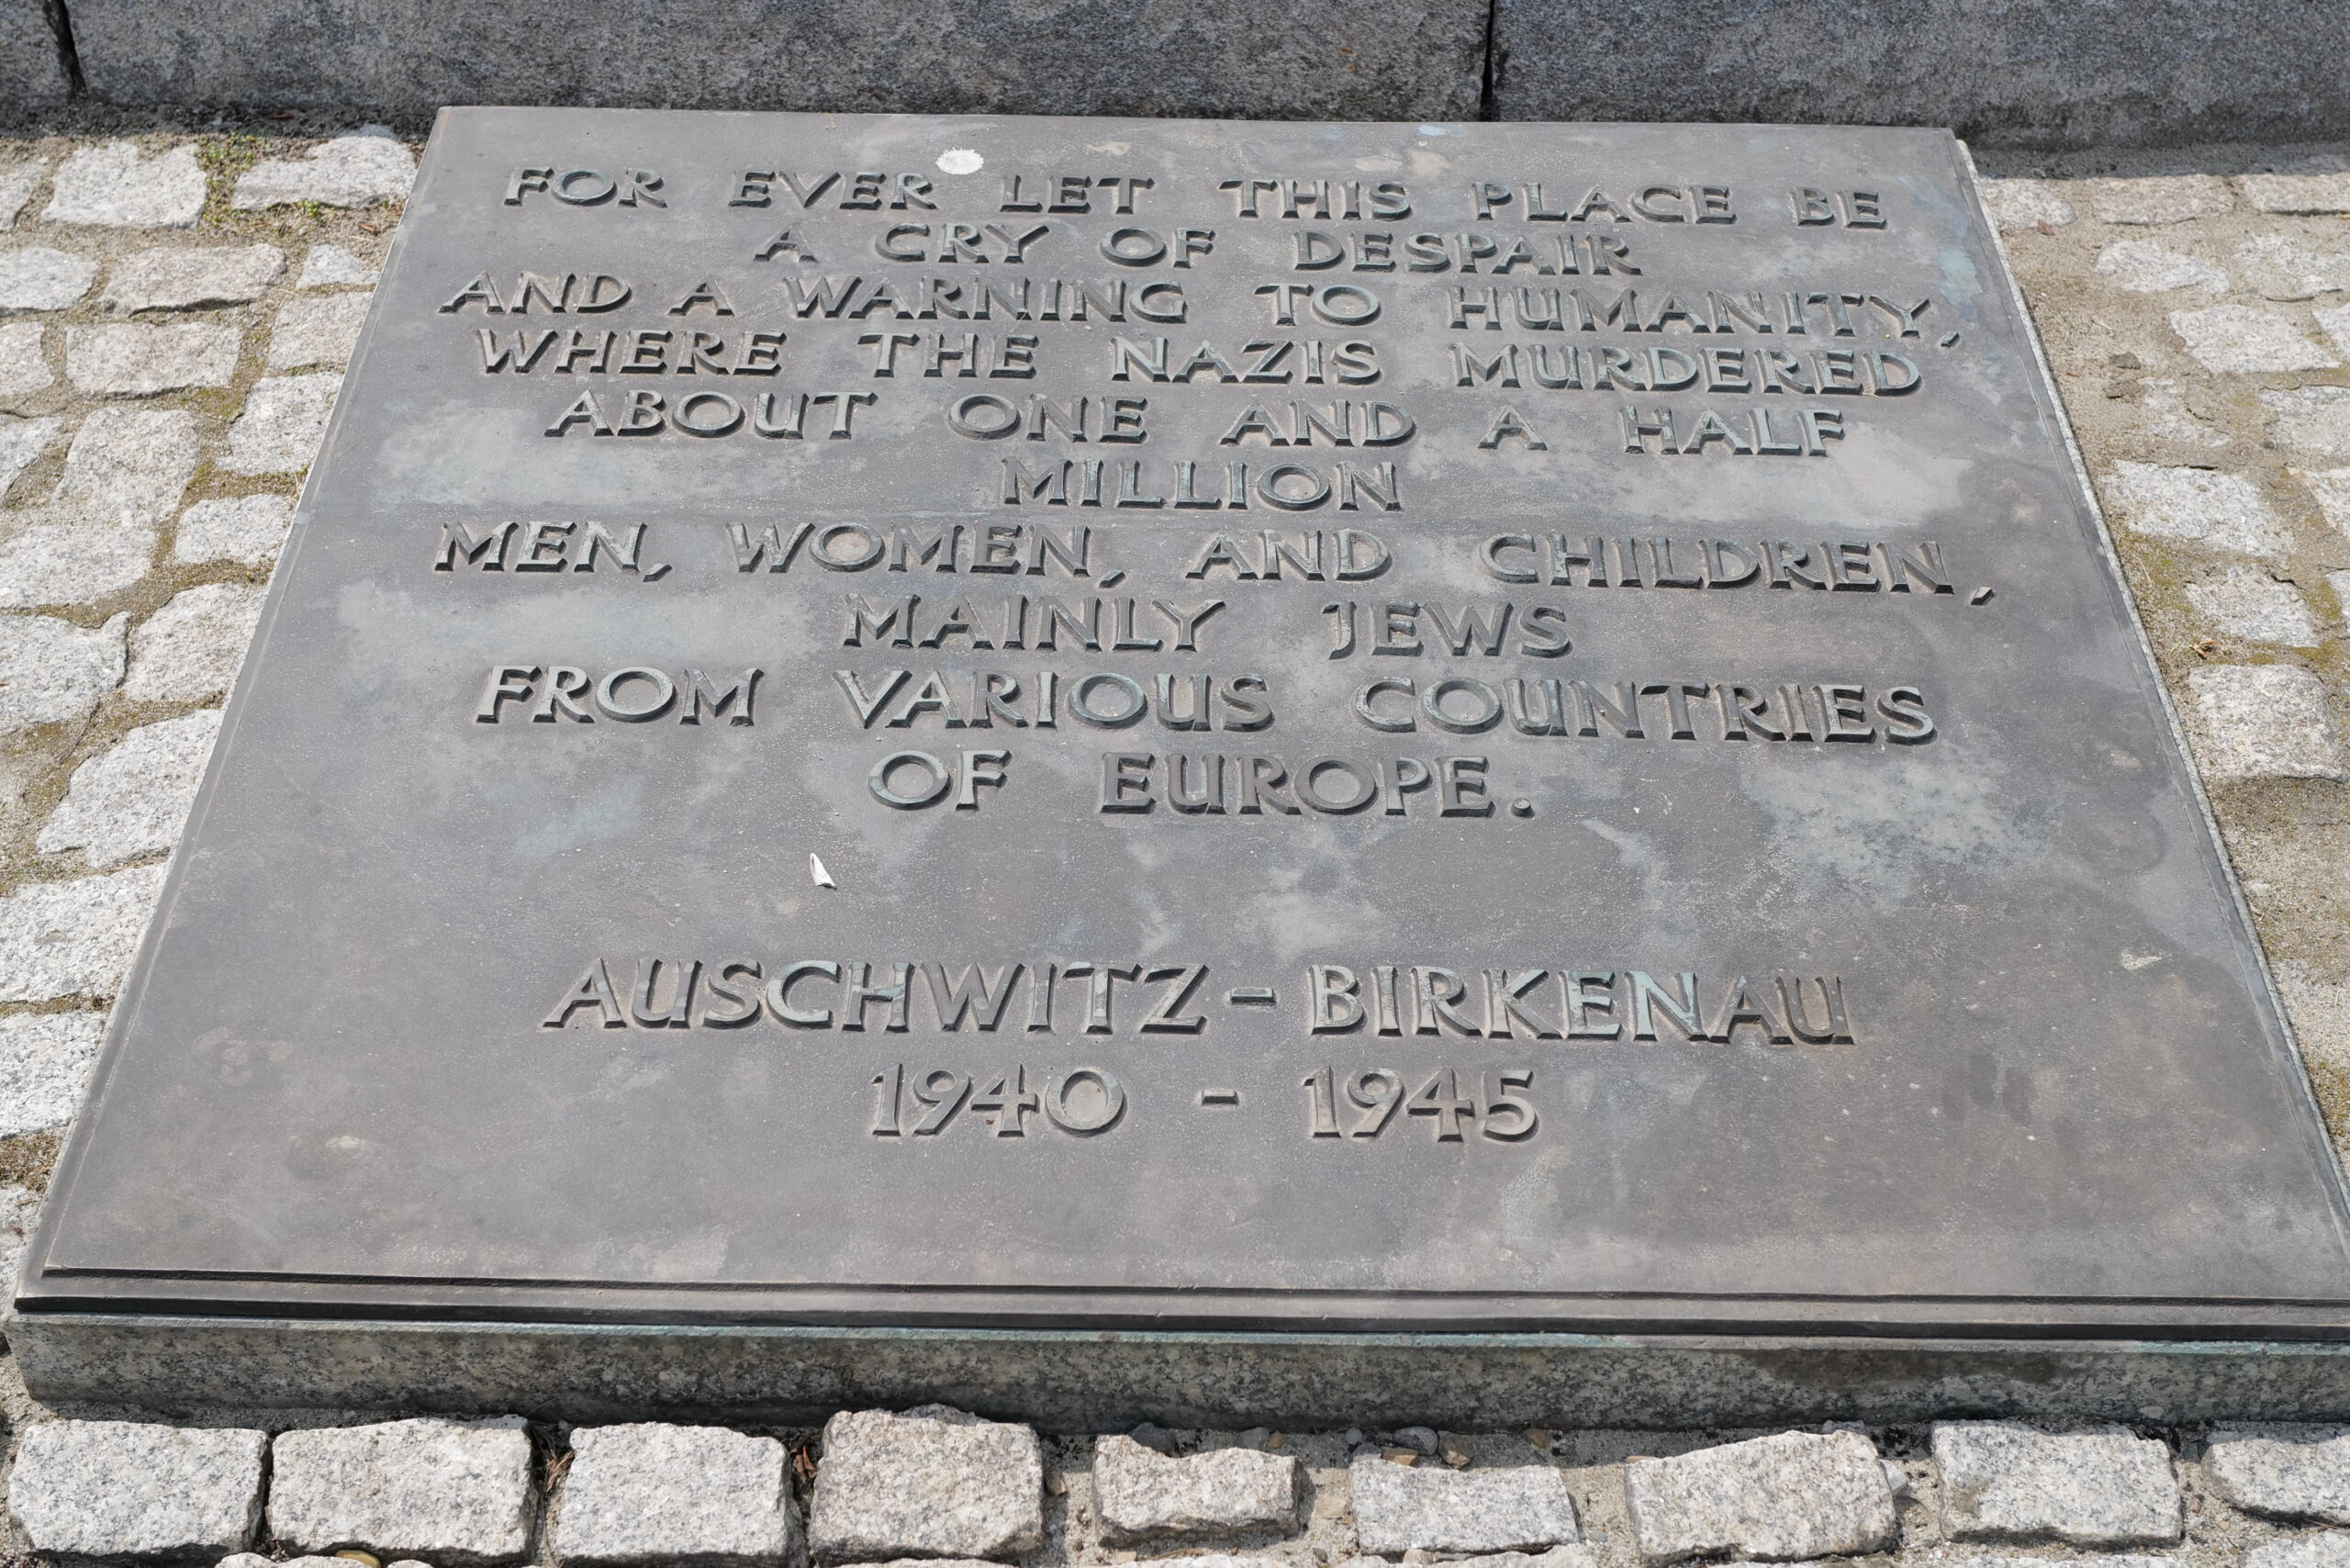 FOR EVER LET THIS PLACE BE
A CRY OF DESPAIR
AND A WARNING TO HUMANITY,
WHERE THE NAZIS MURDERED
ABOUT ONE AND A HALF
MILLION
MEN, WOMEN, AND CHILDREN,
MAINLY JEWS
FROM VARIOUS COUNTRIES
OF EUROPE.
AUSCHWITZ-BIRKENAU
1940 - 1945